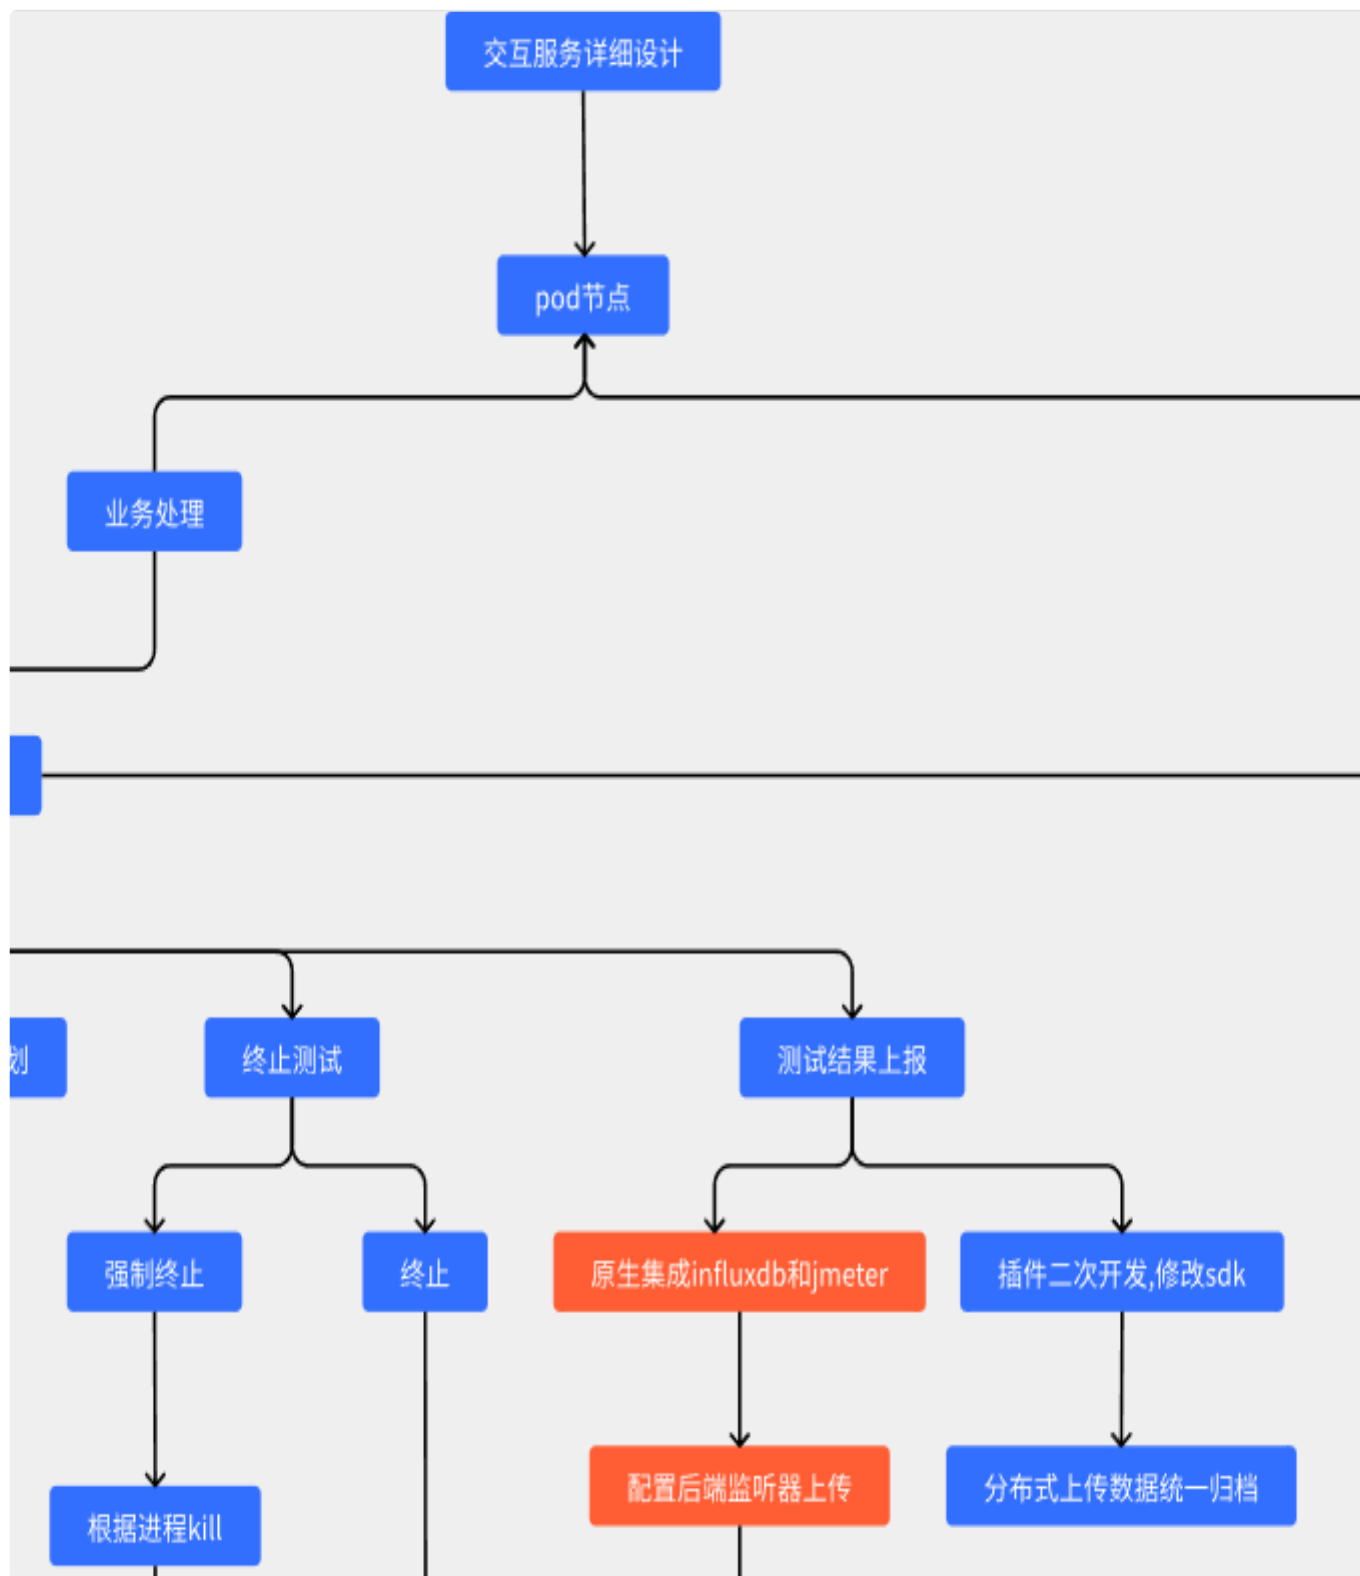 交互服务详细设计
pod节点
业务处理
划
终止测试
测试结果上报
强制终止
终止
原生集成influxdb和jmeter
插件二次开发,修改sdk
配置后端监听器上传
分布式上传数据统一归档
根据进程kill